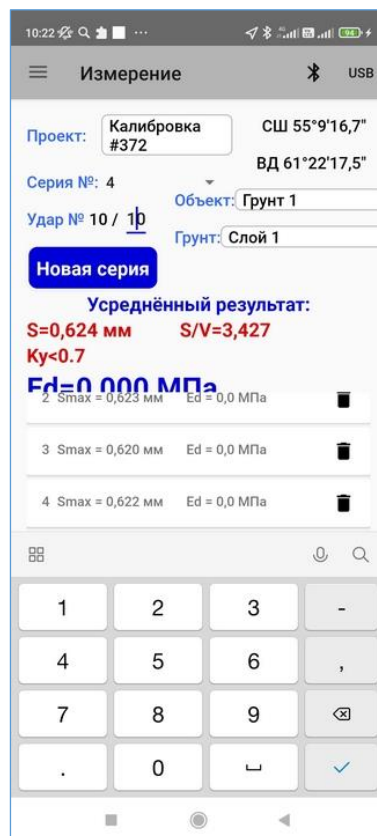 10:22 ... 94
Измерение USB
Проект: Калибровка #372
СШ 55°9'16,7"
ВД 61°22'17,5"
Серия №: 4
Объект: Грунт 1
Удар № 10 / 10
Грунт: Слой 1
Новая серия
Усреднённый результат:
S=0,624 мм S/V=3,427
Ky<0.7
Ed=0,000 МПа
2 Smax = 0,623 мм Ed = 0,0 МПа
3 Smax = 0,620 мм Ed = 0,0 МПа
4 Smax = 0,622 мм Ed = 0,0 МПа
1 2 3 -
4 5 6 ,
7 8 9
. 0